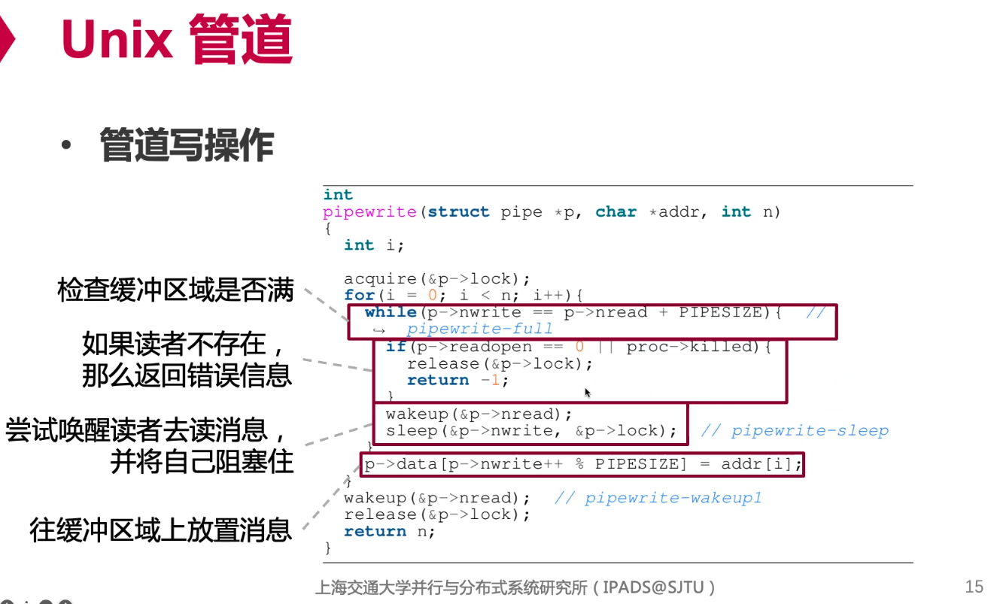 Unix 管道
• 管道写操作
int
pipewrite(struct pipe *p, char *addr, int n)
{
int i;
acquire(&p->lock);
for(i = 0; i < n; i++){
检查缓冲区域是否满
while(p->nwrite == p->nread + PIPESIZE){ //
↪ pipewrite-full
如果读者不存在，
那么返回错误信息
if(p->readopen == 0 || proc->killed){
release(&p->lock);
return -1;
}
尝试唤醒读者去读消息，
并将自己阻塞住
wakeup(&p->nread);
sleep(&p->nwrite, &p->lock); // pipewrite-sleep
}
往缓冲区域上放置消息
p->data[p->nwrite++ % PIPESIZE] = addr[i];
}
wakeup(&p->nread); // pipewrite-wakeup1
release(&p->lock);
return n;
}
上海交通大学并行与分布式系统研究所（IPADS@SJTU）
15